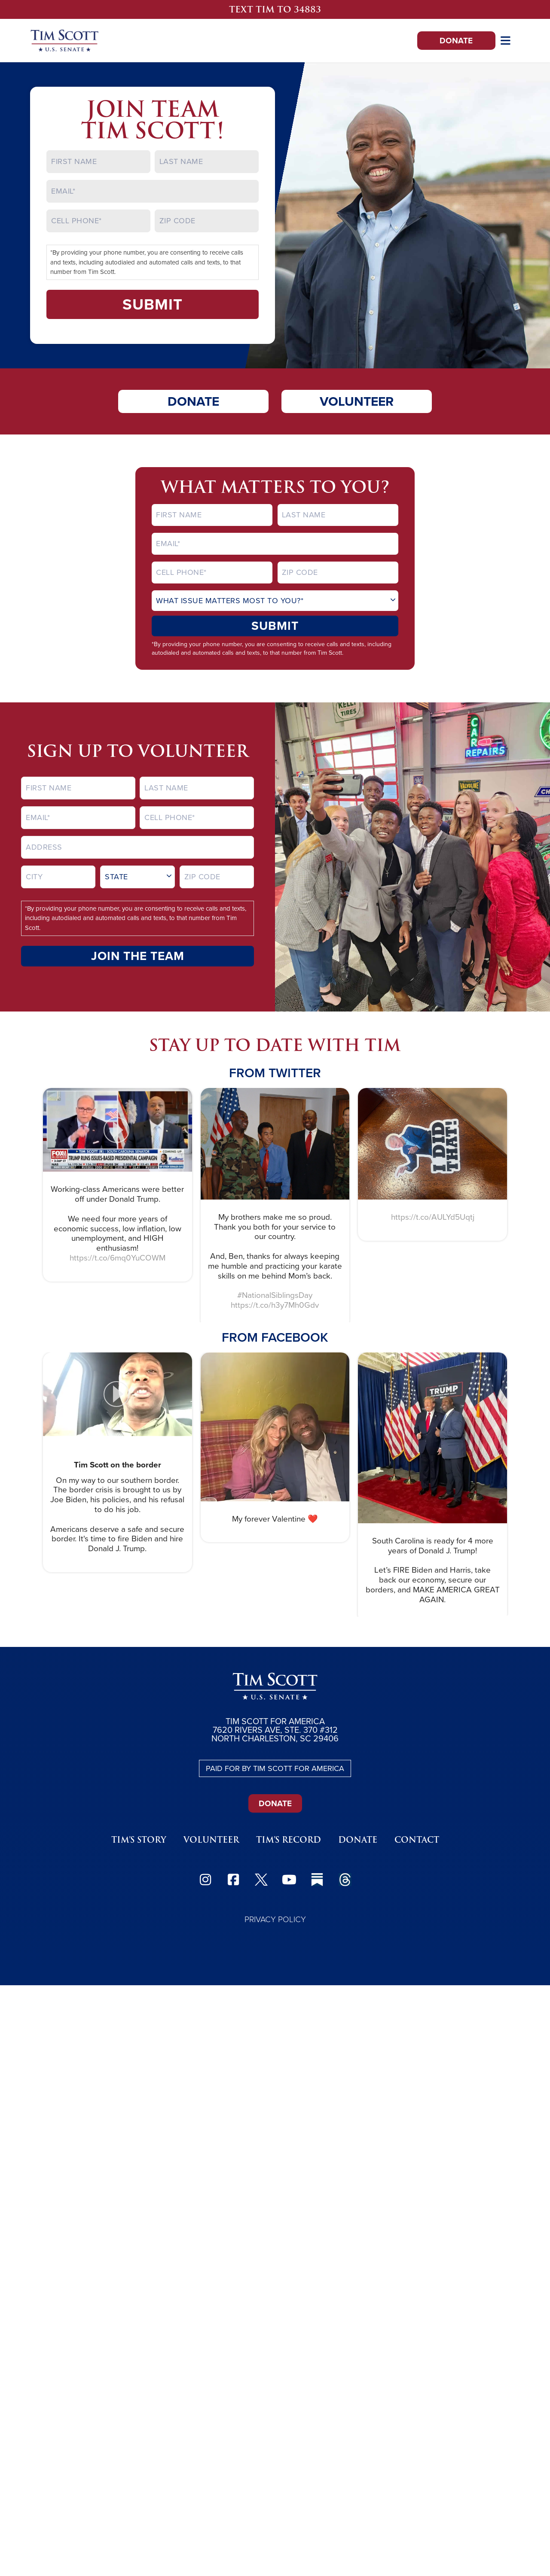 TEXT TIM TO 34883
TIM SCOTT
U.S. SENATE
DONATE
JOIN TEAM
TIM SCOTT!
FIRST NAME
LAST NAME
EMAIL*
CELL PHONE*
ZIP CODE
*By providing your phone number, you are consenting to receive calls
and texts, including autodialed and automated calls and texts, to that
number from Tim Scott.
SUBMIT
DONATE
VOLUNTEER
WHAT MATTERS TO YOU?
FIRST NAME
LAST NAME
EMAIL*
CELL PHONE*
ZIP CODE
WHAT ISSUE MATTERS MOST TO YOU?*
SUBMIT
*By providing your phone number, you are consenting to receive calls and texts, including
autodialed and automated calls and texts, to that number from Tim Scott.
SIGN UP TO VOLUNTEER
FIRST NAME
LAST NAME
EMAIL*
CELL PHONE*
ADDRESS
CITY
STATE
ZIP CODE
*By providing your phone number, you are consenting to receive calls and texts,
including autodialed and automated calls and texts, to that number from Tim
Scott.
JOIN THE TEAM
TIRES
CAR
REPAIRS
STAY UP TO DATE WITH TIM
FROM TWITTER
TRUMP RUNS ISSUES-BASED PRESIDENTIAL CAMPAIGN
Working-class Americans were better
off under Donald Trump.
We need four more years of
economic success, low inflation, low
unemployment, and HIGH
enthusiasm!
https://t.co/6mq0YuCOWM
My brothers make me so proud.
Thank you both for your service to
our country.
And, Ben, thanks for always keeping
me humble and practicing your karate
skills on me behind Mom's back.
#NationalSiblingsDay
https://t.co/h3y7Mh0Gdv
I DID
THAT!
https://t.co/AULYd5Uqtj
FROM FACEBOOK
Tim Scott on the border
On my way to our southern border.
The border crisis is brought to us by
Joe Biden, his policies, and his refusal
to do his job.
Americans deserve a safe and secure
border. It's time to fire Biden and hire
Donald J. Trump.
My forever Valentine ❤️
TRUMP
South Carolina is ready for 4 more
years of Donald J. Trump!
Let's FIRE Biden and Harris, take
back our economy, secure our
borders, and MAKE AMERICA GREAT
AGAIN.
TIM SCOTT
U.S. SENATE
TIM SCOTT FOR AMERICA
7620 RIVERS AVE, STE. 370 #312
NORTH CHARLESTON, SC 29406
PAID FOR BY TIM SCOTT FOR AMERICA
DONATE
TIM'S STORY
VOLUNTEER
TIM'S RECORD
DONATE
CONTACT
PRIVACY POLICY